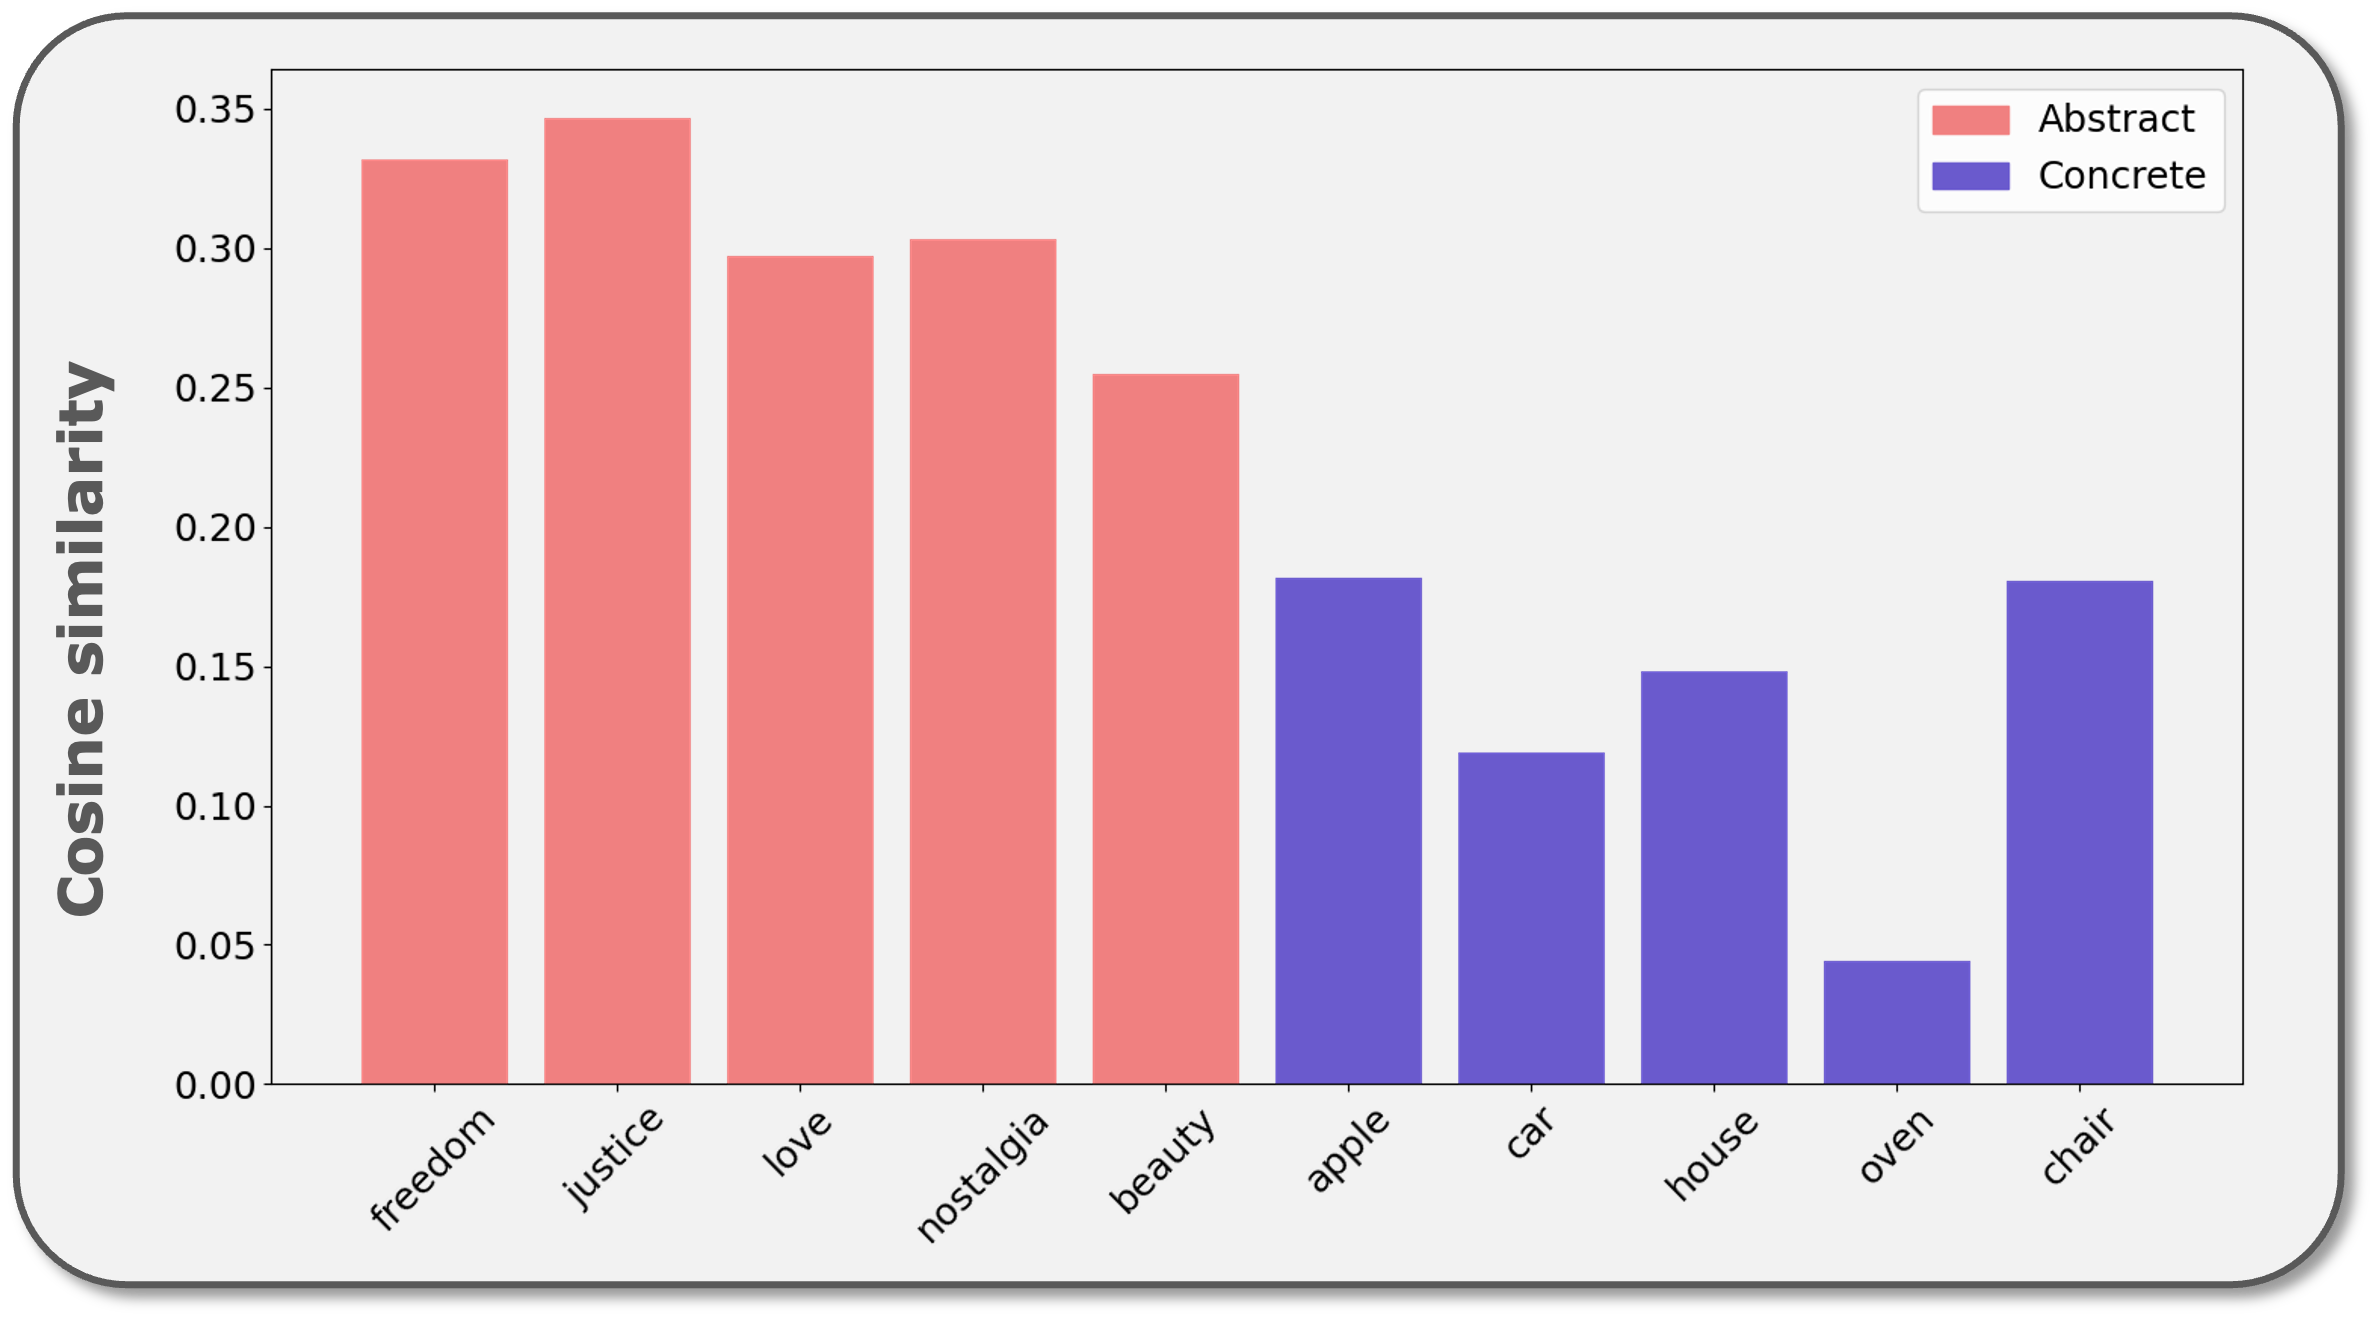 Cosine similarity
0.35
0.30
0.25
0.20
0.15
0.10
0.05
0.00
Abstract
Concrete
freedom
justice
love
nostalgia
beauty
apple
car
house
oven
chair